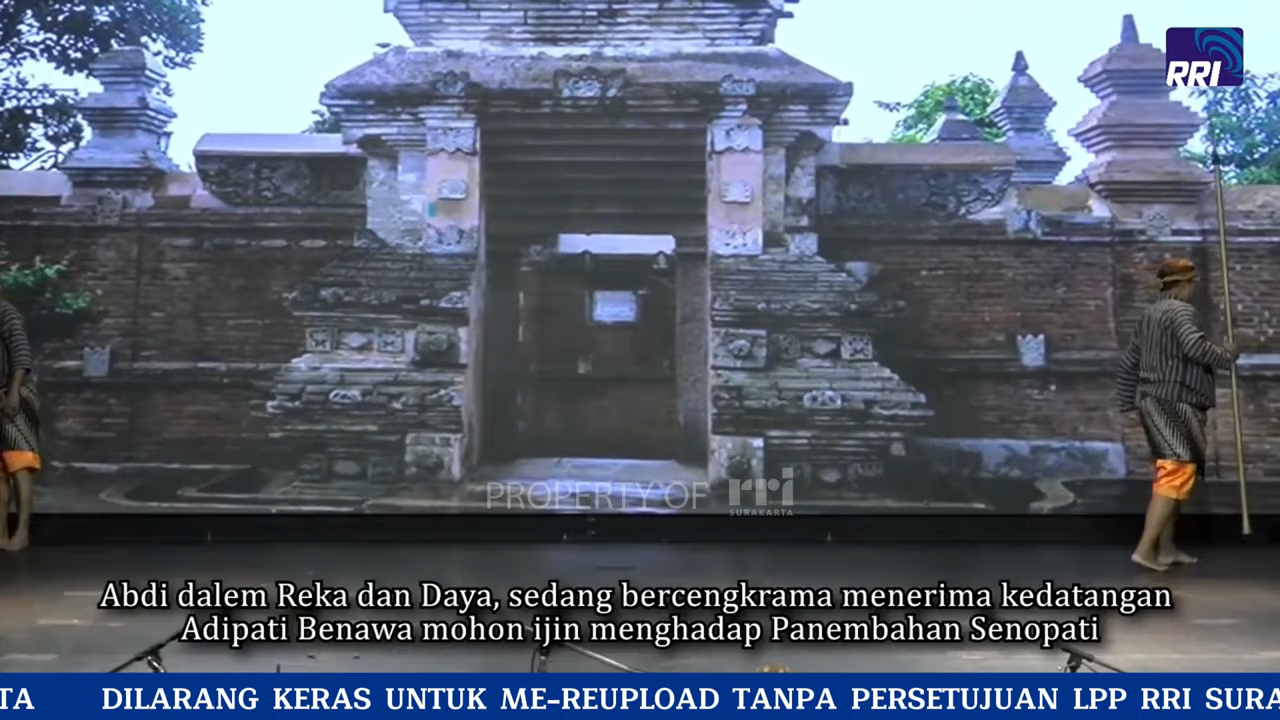 RRI
PROPERTY OF rri
SURAKARTA
Abdi dalem Reka dan Daya, sedang bercengkrama menerima kedatangan
Adipati Benawa mohon ijin menghadap Panembahan Senopati
TA DILARANG KERAS UNTUK ME-REUPLOAD TANPA PERSETUJUAN LPP RRI SURA